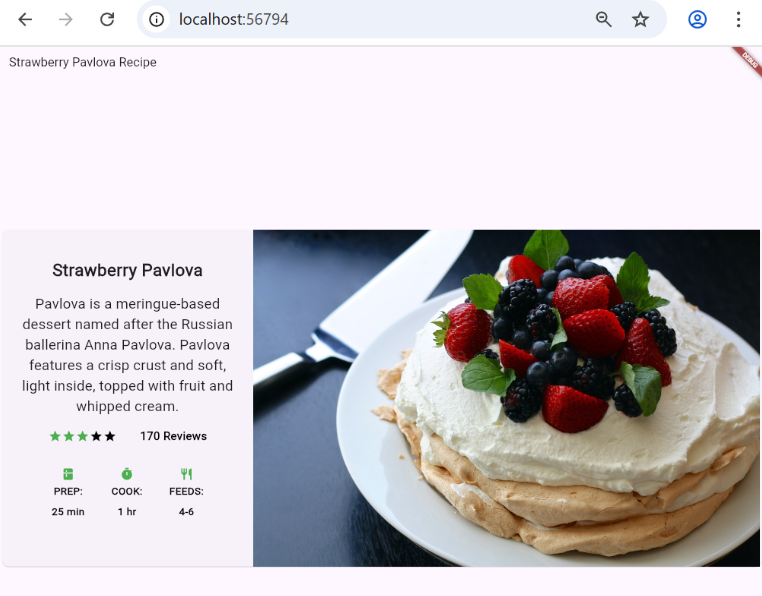 localhost:56794
Strawberry Pavlova Recipe
DEBUG
Strawberry Pavlova
Pavlova is a meringue-based
dessert named after the Russian
ballerina Anna Pavlova. Pavlova
features a crisp crust and soft,
light inside, topped with fruit and
whipped cream.
170 Reviews
PREP: COOK: FEEDS:
25 min 1 hr 4-6